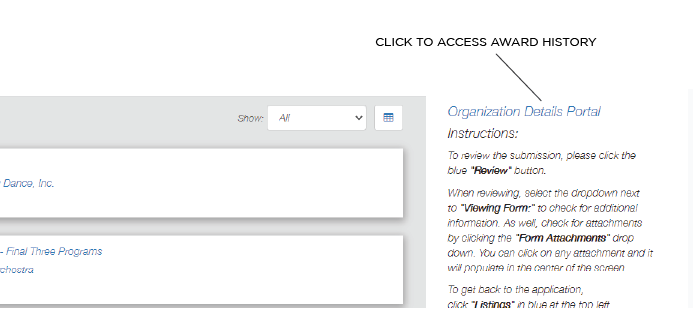 CLICK TO ACCESS AWARD HISTORY
Show: All
Dance, Inc.
- Final Three Programs
chestra
Organization Details Portal
Instructions:
To review the submission, please click the
blue "Review" button.
When reviewing, select the dropdown next
to "Viewing Form:" to check for additional
information. As well, check for attachments
by clicking the "Form Attachments" drop
down. You can click on any attachment and it
will populate in the center of the screen
To get back to the application,
click "Listings" in blue at the top left